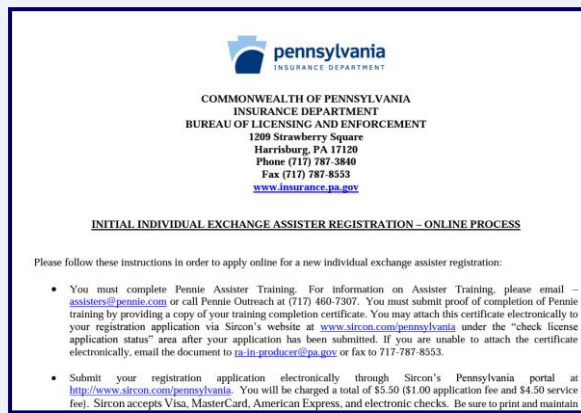 pennsylvania
INSURANCE DEPARTMENT
COMMONWEALTH OF PENNSYLVANIA
INSURANCE DEPARTMENT
BUREAU OF LICENSING AND ENFORCEMENT
1209 Strawberry Square
Harrisburg, PA 17120
Phone (717) 787-3840
Fax (717) 787-8553
www.insurance.pa.gov
INITIAL INDIVIDUAL EXCHANGE ASSISTER REGISTRATION – ONLINE PROCESS
Please follow these instructions in order to apply online for a new individual exchange assister registration:
• You must complete Pennie Assister Training. For information on Assister Training, please email –
assisters@pennie.com or call Pennie Outreach at (717) 460-7307. You must submit proof of completion of Pennie
training by providing a copy of your training completion certificate. You may attach this certificate electronically to
your registration application via Sircon's website at www.sircon.com/pennsylvania under the "check license
application status" area after your application has been submitted. If you are unable to attach the certificate
electronically, email the document to ra-in-producer@pa.gov or fax to 717-787-8553.
• Submit your registration application electronically through Sircon's Pennsylvania portal at
http://www.sircon.com/pennsylvania. You will be charged a total of $5.50 ($1.00 application fee and $4.50 service
fee). Sircon accepts Visa, MasterCard, American Express, and electronic checks. Be sure to print and maintain